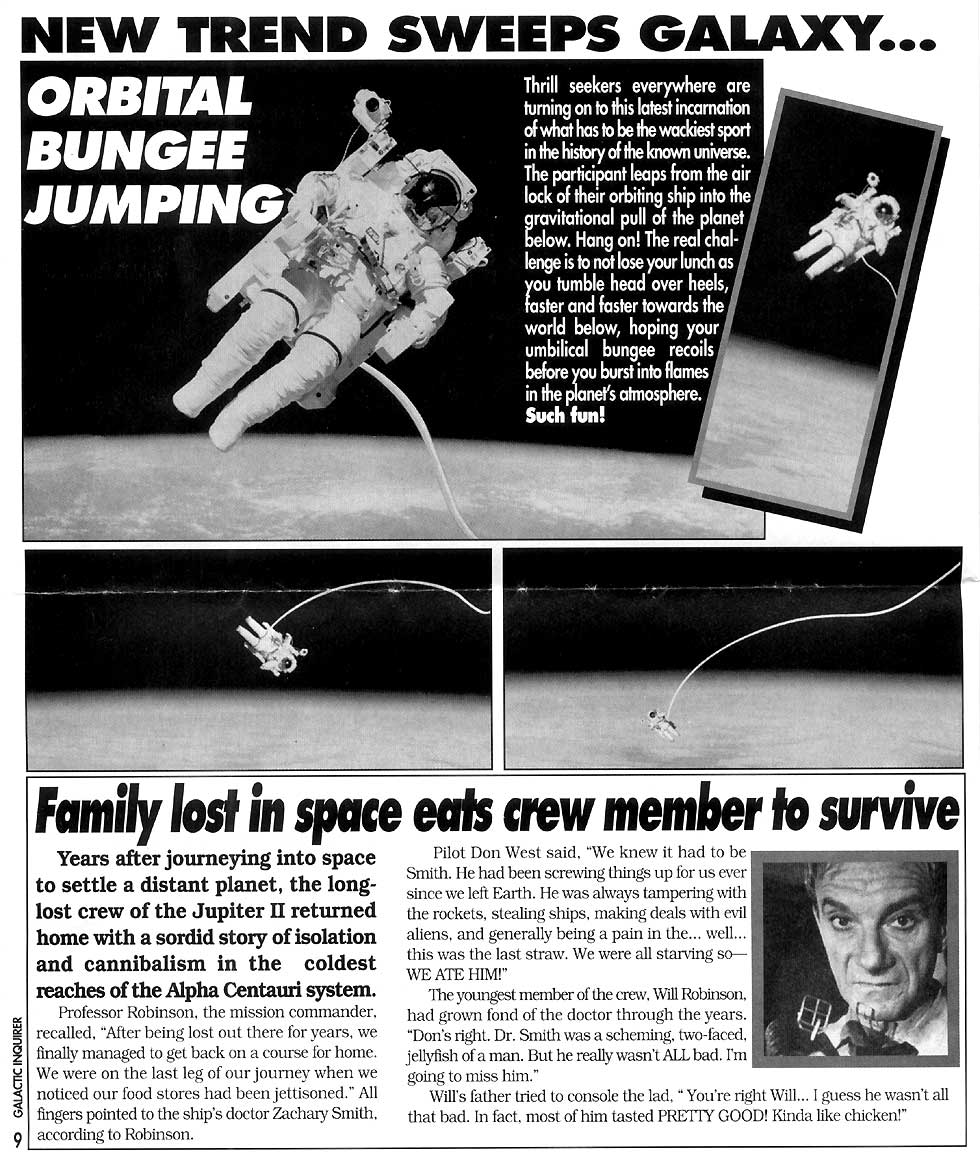 NEW TREND SWEEPS GALAXY...
ORBITAL
BUNGEE
JUMPING
Thrill seekers everywhere are
turning on to this latest incarnation
of what has to be the wackiest sport
in the history of the known universe.
The participant leaps from the air
lock of their orbiting ship into the
gravitational pull of the planet
below. Hang on! The real chal-
lenge is to not lose your lunch as
you tumble head over heels,
faster and faster towards the
world below, hoping your
umbilical bungee recoils
before you burst into flames
in the planet's atmosphere.
Such fun!
Family lost in space eats crew member to survive
Years after journeying into space
to settle a distant planet, the long-
lost crew of the Jupiter II returned
home with a sordid story of isolation
and cannibalism in the coldest
reaches of the Alpha Centauri system.
Professor Robinson, the mission commander,
recalled, "After being lost out there for years, we
finally managed to get back on a course for home.
We were on the last leg of our journey when we
noticed our food stores had been jettisoned." All
fingers pointed to the ship's doctor Zachary Smith,
according to Robinson.
Pilot Don West said, "We knew it had to be
Smith. He had been screwing things up for us ever
since we left Earth. He was always tampering with
the rockets, stealing ships, making deals with evil
aliens, and generally being a pain in the... well...
this was the last straw. We were all starving so—
WE ATE HIM!"
The youngest member of the crew, Will Robinson,
had grown fond of the doctor through the years.
"Don's right. Dr. Smith was a scheming, two-faced,
jellyfish of a man. But he really wasn't ALL bad. I'm
going to miss him."
Will's father tried to console the lad, " You're right Will... I guess he wasn't all
that bad. In fact, most of him tasted PRETTY GOOD! Kinda like chicken!"
GALACTIC INQUIRER
9